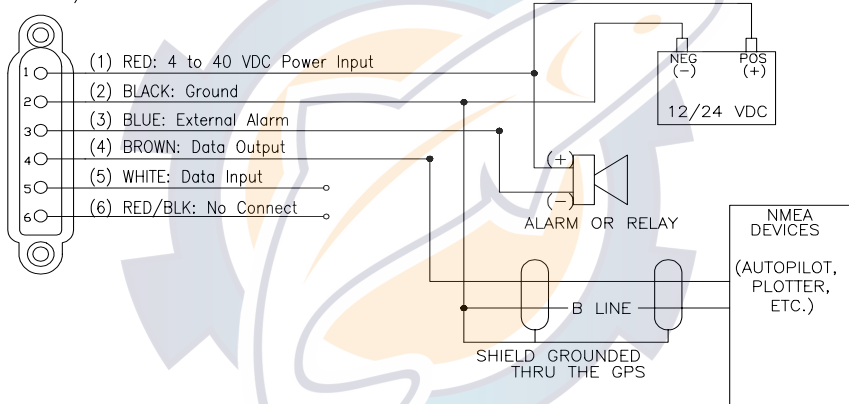 (1) RED: 4 to 40 VDC Power Input
(2) BLACK: Ground
(3) BLUE: External Alarm
(4) BROWN: Data Output
(5) WHITE: Data Input
(6) RED/BLK: No Connect
1
2
3
4
5
6
NEG
(−)
POS
(+)
12/24 VDC
(+)
(−)
ALARM OR RELAY
NMEA
DEVICES
(AUTOPILOT,
PLOTTER,
ETC.)
B LINE
SHIELD GROUNDED
THRU THE GPS